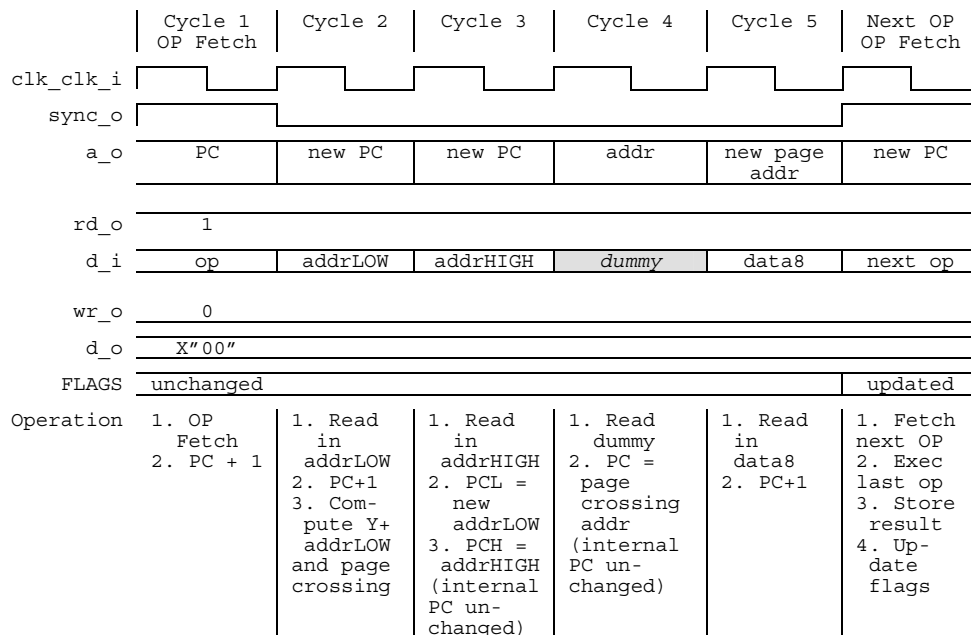 Cycle 1 Cycle 2 Cycle 3 Cycle 4 Cycle 5 Next OP
OP Fetch OP Fetch
clk_clk_i
sync_o
a_o PC new PC new PC addr new page new PC
addr
rd_o 1
d_i op addrLOW addrHIGH dummy data8 next op
wr_o 0
d_o X″00″
FLAGS unchanged updated
Operation 1. OP 1. Read 1. Read 1. Read 1. Read 1. Fetch
Fetch in in dummy in next OP
2. PC + 1 addrLOW addrHIGH 2. PC = data8 2. Exec
2. PC+1 2. PCL = page 2. PC+1 last op
3. Com- new crossing 3. Store
pute Y+ addrLOW addr result
addrLOW 3. PCH = (internal 4. Up-
and page addrHIGH PC un- date
crossing (internal changed) flags
PC un-
changed)